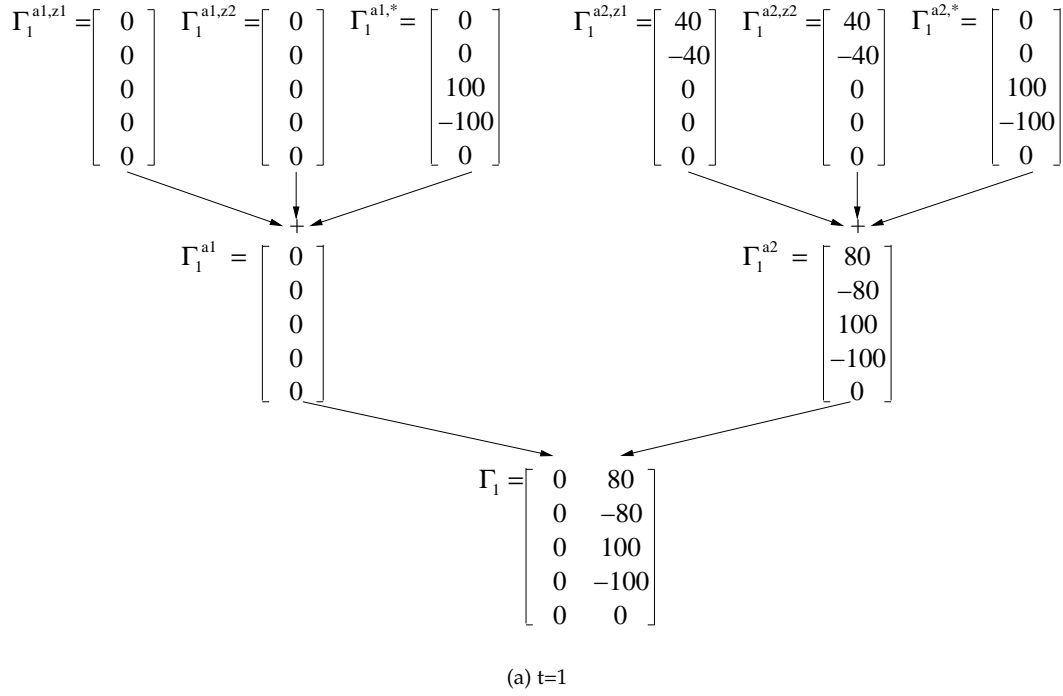 Γ₁^{a1,z1} = [ 0 Γ₁^{a1,z2} = [ 0 Γ₁^{a1,*} = [ 0 Γ₁^{a2,z1} = [ 40 Γ₁^{a2,z2} = [ 40 Γ₁^{a2,*} = [ 0
0 0 0 –40 –40 0
0 0 100 0 0 100
0 0 –100 0 0 –100
0 0 0 0 0 0
+ +
Γ₁^{a1} = [ 0 Γ₁^{a2} = [ 80
0 –80
0 100
0 –100
0 0
Γ₁ = [ 0 80
0 –80
0 100
0 –100
0 0
(a) t=1